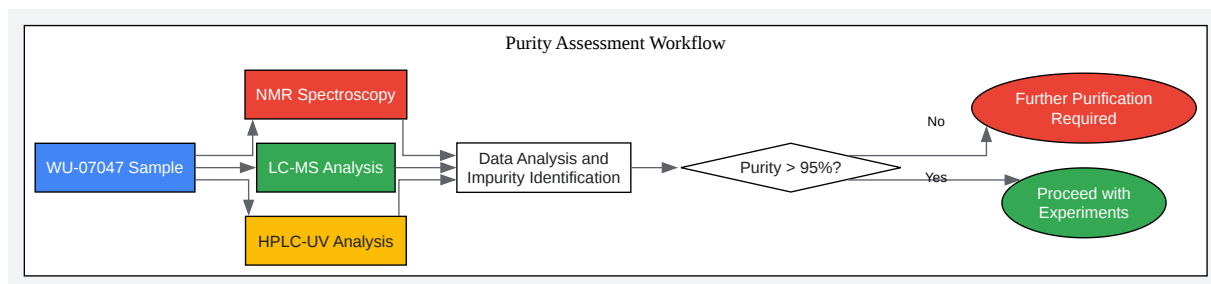 Purity Assessment Workflow
NMR Spectroscopy
WU-07047 Sample
LC-MS Analysis
HPLC-UV Analysis
Data Analysis and
Impurity Identification
Purity > 95%?
No
Yes
Further Purification
Required
Proceed with
Experiments